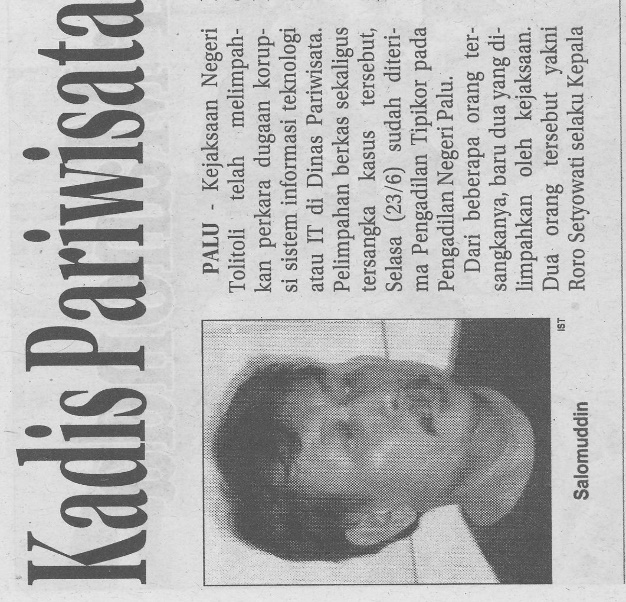 Kadis Pariwisata
PALU - Kejaksaan Negeri
Tolitoli telah melimpah-
kan perkara dugaan korup-
si sistem informasi teknologi
atau IT di Dinas Pariwisata.
Pelimpahan berkas sekaligus
tersangka kasus tersebut,
Selasa (23/6) sudah diteri-
ma Pengadilan Tipikor pada
Pengadilan Negeri Palu.
Dari beberapa orang ter-
sangkanya, baru dua yang di-
limpahkan oleh kejaksaan.
Dua orang tersebut yakni
Roro Setyowati selaku Kepala
IST
Salomuddin